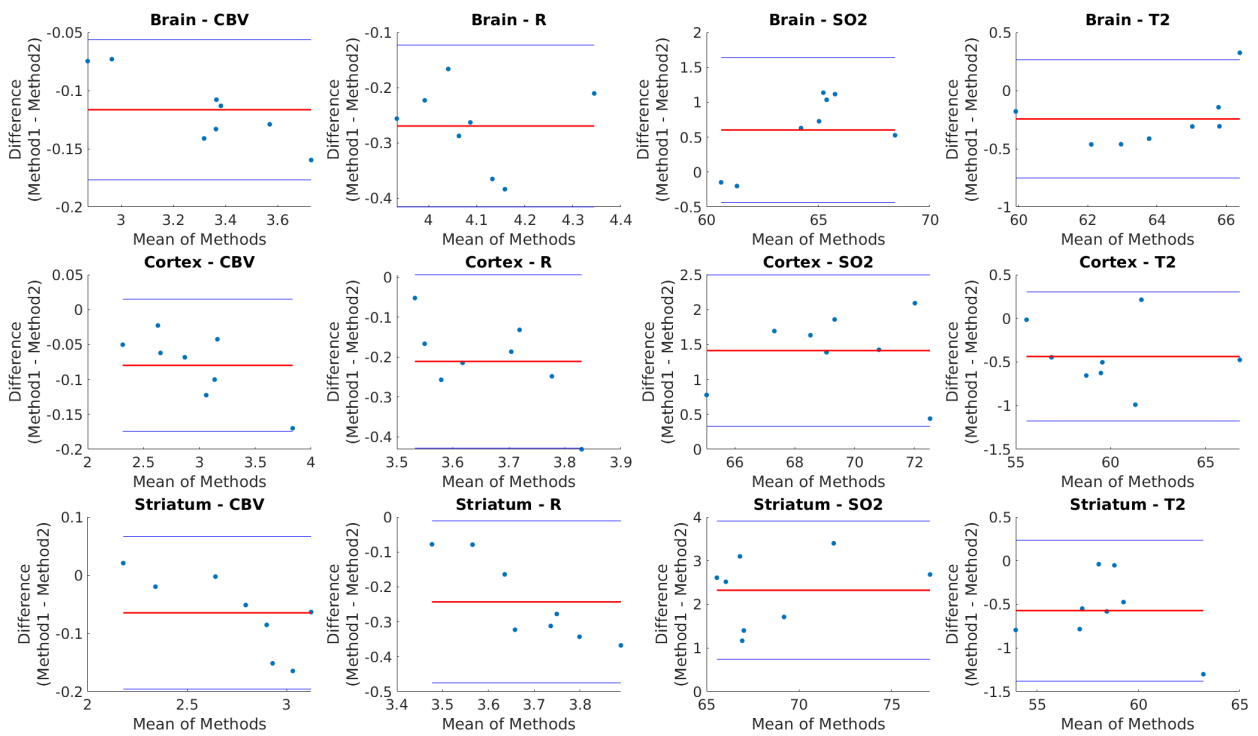 Brain - CBV
Difference
(Method1 - Method2)
-0.05
-0.1
-0.15
-0.2
3
3.2
3.4
3.6
Mean of Methods
Brain - R
Difference
(Method1 - Method2)
-0.1
-0.2
-0.3
-0.4
4
4.1
4.2
4.3
4.4
Mean of Methods
Brain - SO2
Difference
(Method1 - Method2)
2
1.5
1
0.5
0
-0.5
60
65
70
Mean of Methods
Brain - T2
Difference
(Method1 - Method2)
0.5
0
-0.5
-1
60
62
64
66
Mean of Methods
Cortex - CBV
Difference
(Method1 - Method2)
0.05
0
-0.05
-0.1
-0.15
-0.2
2
2.5
3
3.5
4
Mean of Methods
Cortex - R
Difference
(Method1 - Method2)
0
-0.1
-0.2
-0.3
-0.4
3.5
3.6
3.7
3.8
3.9
Mean of Methods
Cortex - SO2
Difference
(Method1 - Method2)
2.5
2
1.5
1
0.5
0
66
68
70
72
Mean of Methods
Cortex - T2
Difference
(Method1 - Method2)
0.5
0
-0.5
-1
-1.5
55
60
65
Mean of Methods
Striatum - CBV
Difference
(Method1 - Method2)
0.1
0
-0.1
-0.2
2
2.5
3
Mean of Methods
Striatum - R
Difference
(Method1 - Method2)
0
-0.1
-0.2
-0.3
-0.4
-0.5
3.4
3.5
3.6
3.7
3.8
Mean of Methods
Striatum - SO2
Difference
(Method1 - Method2)
4
3
2
1
0
65
70
75
Mean of Methods
Striatum - T2
Difference
(Method1 - Method2)
0.5
0
-0.5
-1
-1.5
55
60
65
Mean of Methods